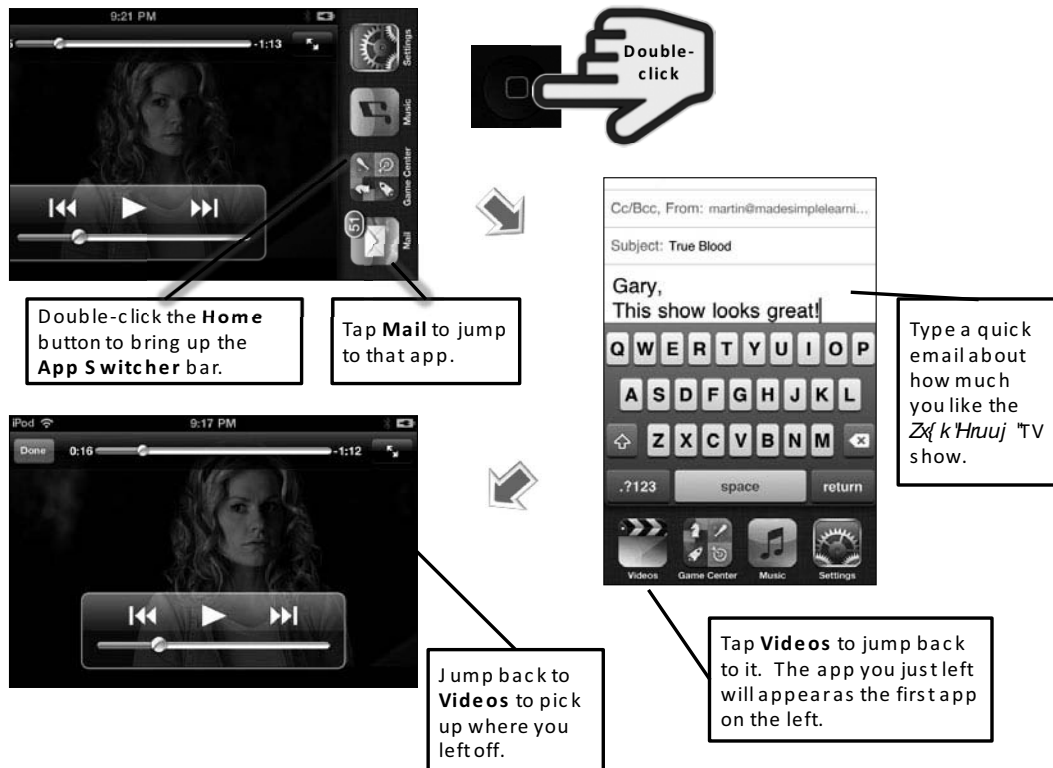 9:21 PM
-1:13
Settings
Music
Game Center
51
Mail
Double-
click
Double-click the Home
button to bring up the
App Switcher bar.
Tap Mail to jump
to that app.
Cc/Bcc, From: martin@madesimplelearni...
Subject: True Blood
Gary,
This show looks great!
Q W E R T Y U I O P
A S D F G H J K L
Z X C V B N M
.?123 space return
Videos Game Center Music Settings
Type a quick
email about
how much
you like the
Zx{ k'Hruuj "TV
show.
iPod 9:17 PM
Done 0:16 -1:12
Jump back to
Videos to pick
up where you
left off.
Tap Videos to jump back
to it. The app you just left
will appear as the first app
on the left.